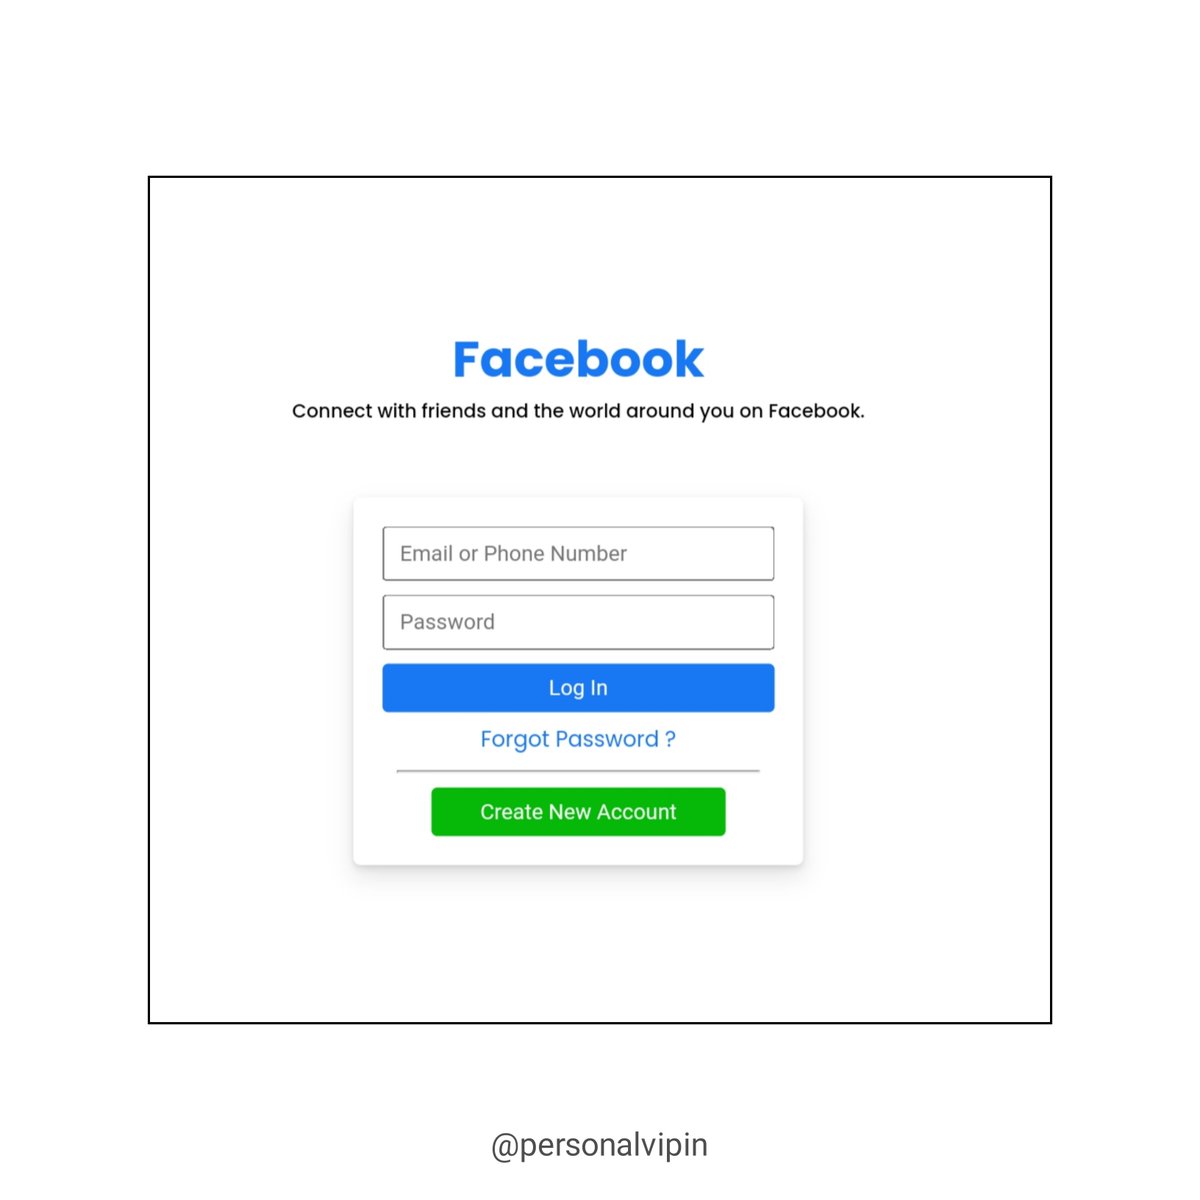 Facebook
Connect with friends and the world around you on Facebook.
Email or Phone Number
Password
Log In
Forgot Password ?
Create New Account
@personalvipin